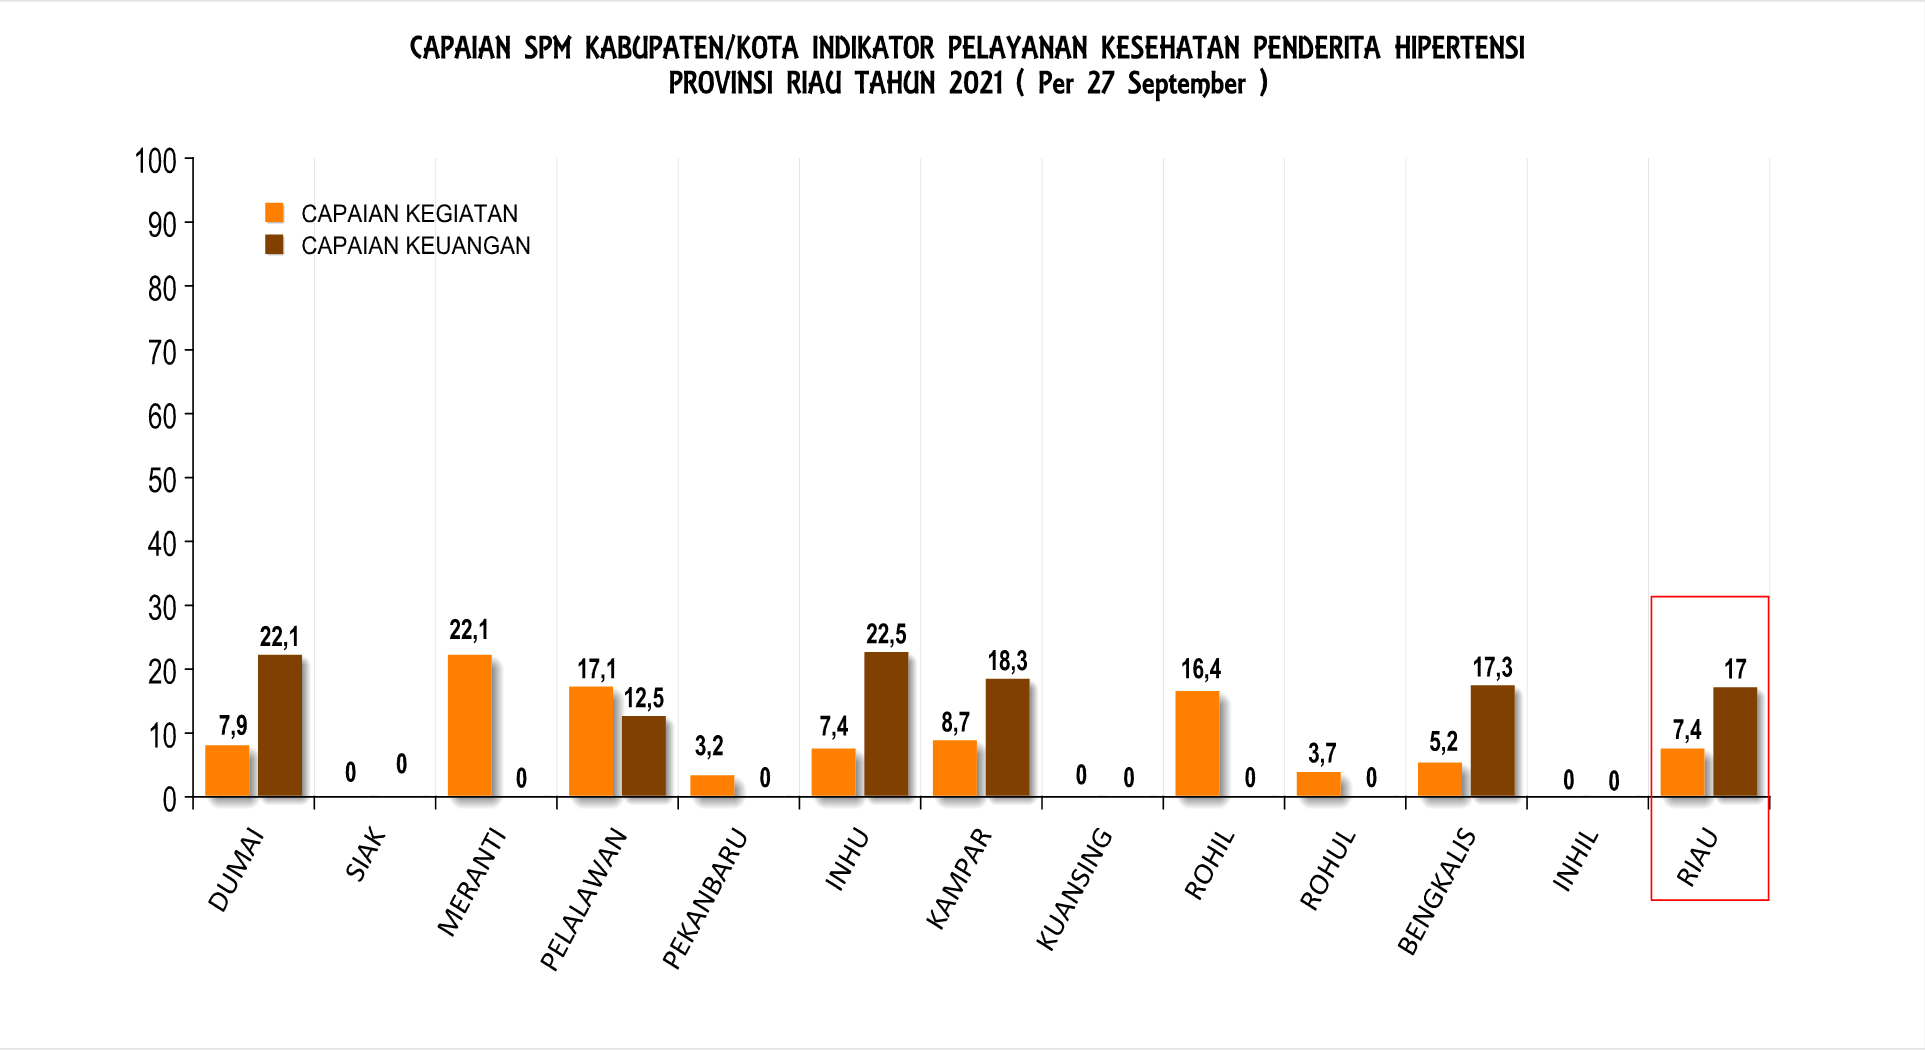 CAPAIAN SPM KABUPATEN/KOTA INDIKATOR PELAYANAN KESEHATAN PENDERITA HIPERTENSI
PROVINSI RIAU TAHUN 2021 ( Per 27 September )
100
90
80
70
60
50
40
30
20
10
0
CAPAIAN KEGIATAN
CAPAIAN KEUANGAN
7,9
22,1
0
0
22,1
0
17,1
12,5
3,2
0
7,4
22,5
8,7
18,3
0
0
16,4
0
3,7
0
5,2
17,3
0
0
7,4
17
DUMAI
SIAK
MERANTI
PELALAWAN
PEKANBARU
INHU
KAMPAR
KUANSING
ROHIL
ROHUL
BENGKALIS
INHIL
RIAU